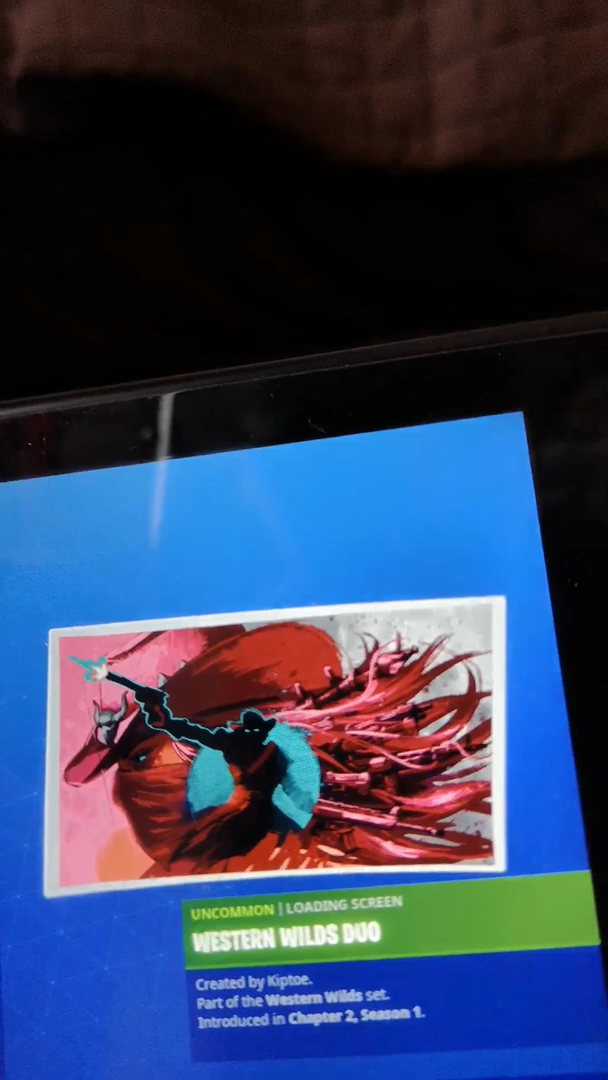 UNCOMMON | LOADING SCREEN
WESTERN WILDS DUO
Created by Kiptoe.
Part of the Western Wilds set.
Introduced in Chapter 2, Season 1.